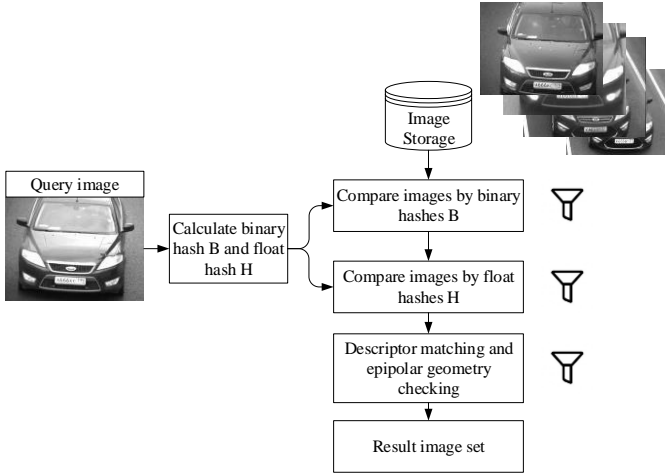 Image
Storage
Query image
Calculate binary
hash B and float
hash H
Compare images by binary
hashes B
Compare images by float
hashes H
Descriptor matching and
epipolar geometry
checking
Result image set